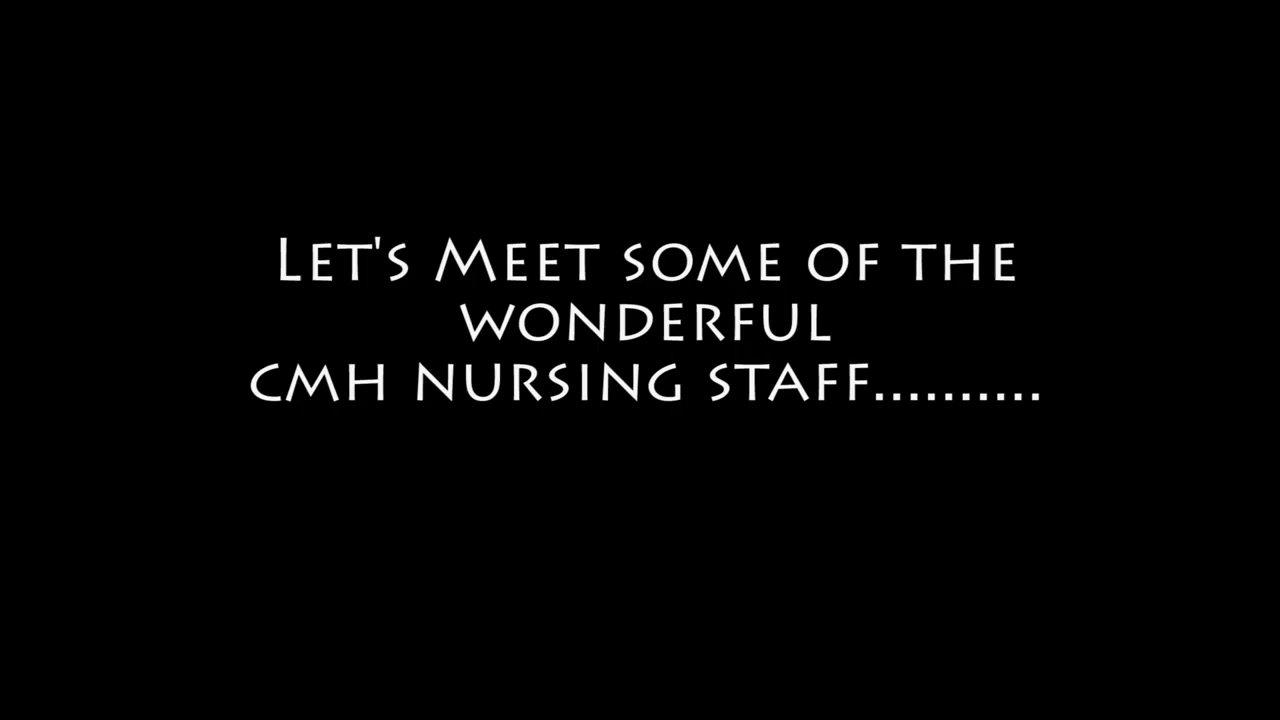 Let's Meet some of the
wonderful
CMH nursing staff..........